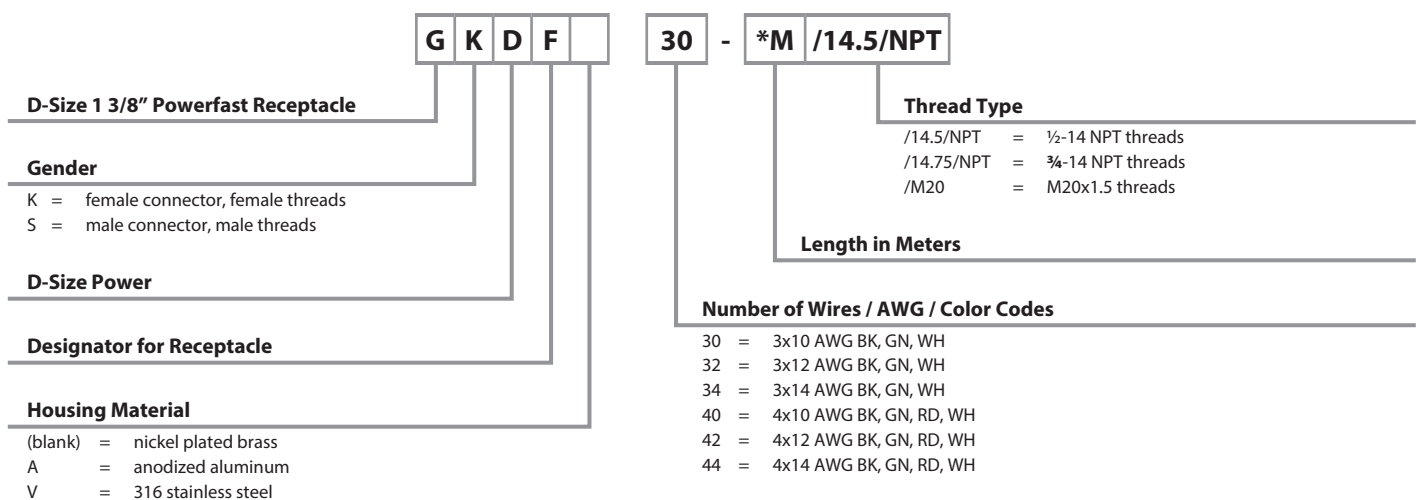 G K D F 30 - *M /14.5/NPT
D-Size 1 3/8” Powerfast Receptacle
Gender
K = female connector, female threads
S = male connector, male threads
D-Size Power
Designator for Receptacle
Housing Material
(blank) = nickel plated brass
A = anodized aluminum
V = 316 stainless steel
Thread Type
/14.5/NPT = ½-14 NPT threads
/14.75/NPT = ¾-14 NPT threads
/M20 = M20x1.5 threads
Length in Meters
Number of Wires / AWG / Color Codes
30 = 3x10 AWG BK, GN, WH
32 = 3x12 AWG BK, GN, WH
34 = 3x14 AWG BK, GN, WH
40 = 4x10 AWG BK, GN, RD, WH
42 = 4x12 AWG BK, GN, RD, WH
44 = 4x14 AWG BK, GN, RD, WH